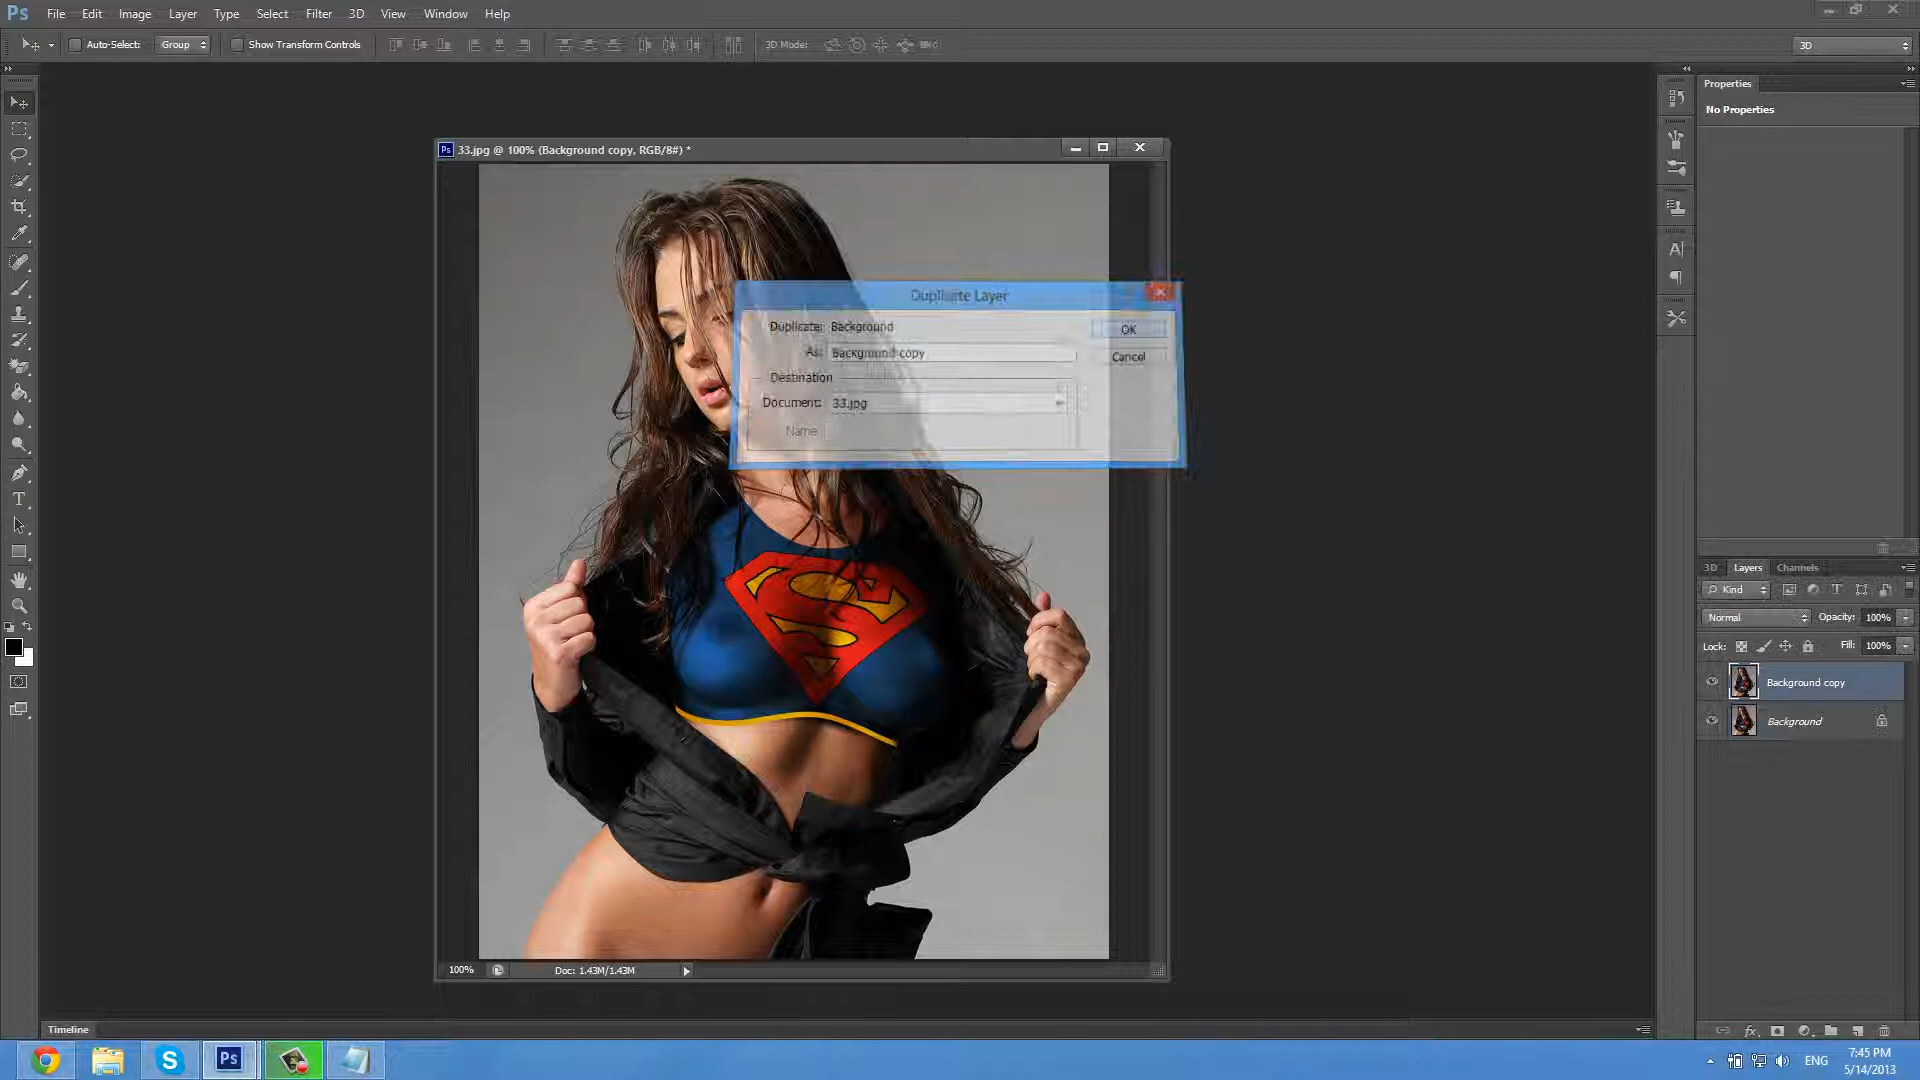 Ps File Edit Image Layer Type Select Filter 3D View Window Help
Auto-Select: Group Show Transform Controls 3D Mode: 3D
Properties
No Properties
Ps 33.jpg @ 100% (Background copy, RGB/8#) *
Duplicate Layer
Duplicate: Background
OK
As: Background copy
Cancel
Destination
Document: 33.jpg
Name:
S
3D Layers Channels
Kind
Normal Opacity: 100%
Lock: Fill: 100%
Background copy
Background
100% Doc: 1.43M/1.43M
Timeline
S Ps ENG
7:45 PM
5/14/2013